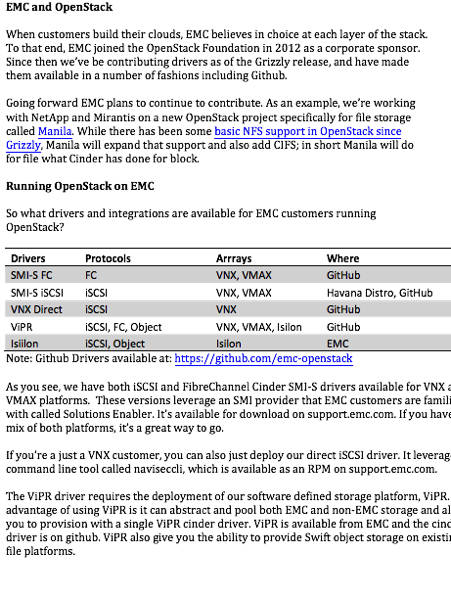 EMC and OpenStack
When customers build their clouds, EMC believes in choice at each layer of the stack.
To that end, EMC joined the OpenStack Foundation in 2012 as a corporate sponsor.
Since then we've be contributing drivers as of the Grizzly release, and have made
them available in a number of fashions including Github.
Going forward EMC plans to continue to contribute. As an example, we're working
with NetApp and Mirantis on a new OpenStack project specifically for file storage
called Manila. While there has been some basic NFS support in OpenStack since
Grizzly, Manila will expand that support and also add CIFS; in short Manila will do
for file what Cinder has done for block.
Running OpenStack on EMC
So what drivers and integrations are available for EMC customers running
OpenStack?
Drivers Protocols Arrrays Where
SMI-S FC FC VNX, VMAX GitHub
SMI-S iSCSI iSCSI VNX, VMAX Havana Distro, GitHub
VNX Direct iSCSI VNX GitHub
ViPR iSCSI, FC, Object VNX, VMAX, Isilon GitHub
Isiilon iSCSI, Object Isilon EMC
Note: Github Drivers available at: https://github.com/emc-openstack
As you see, we have both iSCSI and FibreChannel Cinder SMI-S drivers available for VNX a
VMAX platforms. These versions leverage an SMI provider that EMC customers are famili
with called Solutions Enabler. It's available for download on support.emc.com. If you have
mix of both platforms, it's a great way to go.
If you're a just a VNX customer, you can also just deploy our direct iSCSI driver. It leverag
command line tool called naviseccli, which is available as an RPM on support.emc.com.
The ViPR driver requires the deployment of our software defined storage platform, ViPR.
advantage of using ViPR is it can abstract and pool both EMC and non-EMC storage and al
you to provision with a single ViPR cinder driver. ViPR is available from EMC and the cind
driver is on github. ViPR also give you the ability to provide Swift object storage on existi
file platforms.